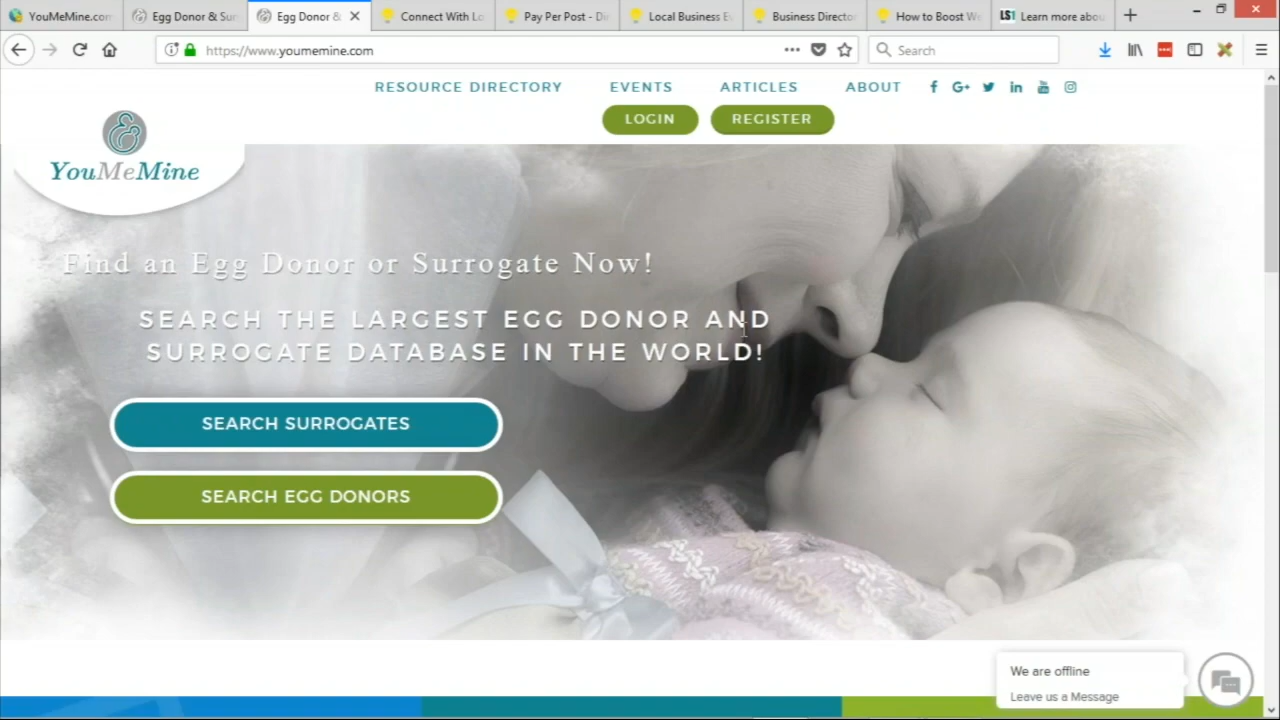 YouMeMine.com
Egg Donor & Sur
Egg Donor &
Connect With Lo
Pay Per Post - Di
Local Business E
Business Director
How to Boost W
LS1 Learn more abou
https://www.youmemine.com
Search
RESOURCE DIRECTORY
EVENTS
ARTICLES
ABOUT
LOGIN
REGISTER
YouMeMine
Find an Egg Donor or Surrogate Now!
SEARCH THE LARGEST EGG DONOR AND
SURROGATE DATABASE IN THE WORLD!
SEARCH SURROGATES
SEARCH EGG DONORS
We are offline
Leave us a Message